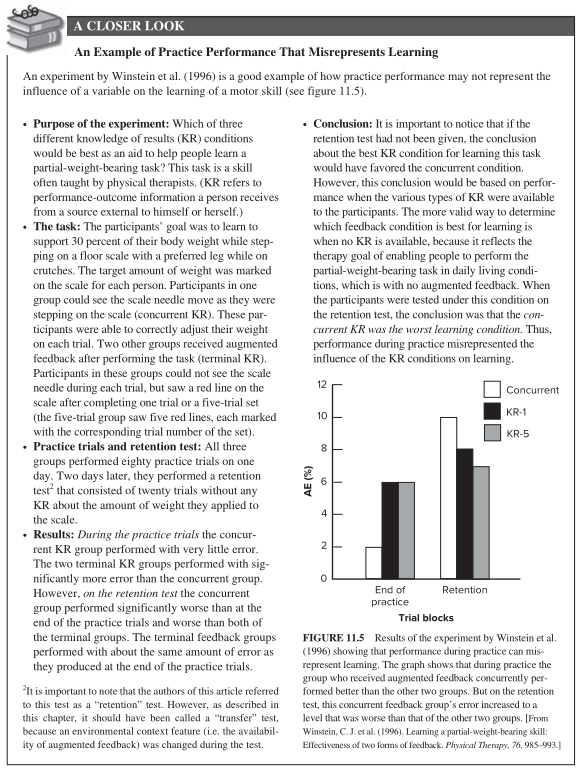 A CLOSER LOOK
An Example of Practice Performance That Misrepresents Learning
An experiment by Winstein et al. (1996) is a good example of how practice performance may not represent the
influence of a variable on the learning of a motor skill (see figure 11.5).
• Purpose of the experiment: Which of three
different knowledge of results (KR) conditions
would be best as an aid to help people learn a
partial-weight-bearing task? This task is a skill
often taught by physical therapists. (KR refers to
performance-outcome information a person receives
from a source external to himself or herself.)
• The task: The participants' goal was to learn to
support 30 percent of their body weight while step-
ping on a floor scale with a preferred leg while on
crutches. The target amount of weight was marked
on the scale for each person. Participants in one
group could see the scale needle move as they were
stepping on the scale (concurrent KR). These par-
ticipants were able to correctly adjust their weight
on each trial. Two other groups received augmented
feedback after performing the task (terminal KR).
Participants in these groups could not see the scale
needle during each trial, but saw a red line on the
scale after completing one trial or a five-trial set
(the five-trial group saw five red lines, each marked
with the corresponding trial number of the set).
• Practice trials and retention test: All three
groups performed eighty practice trials on one
day. Two days later, they performed a retention
test2 that consisted of twenty trials without any
KR about the amount of weight they applied to
the scale.
• Results: During the practice trials the concur-
rent KR group performed with very little error.
The two terminal KR groups performed with sig-
nificantly more error than the concurrent group.
However, on the retention test the concurrent
group performed significantly worse than at the
end of the practice trials and worse than both of
the terminal groups. The terminal feedback groups
performed with about the same amount of error as
they produced at the end of the practice trials.
2It is important to note that the authors of this article referred
to this test as a "retention" test. However, as described in
this chapter, it should have been called a "transfer" test,
because an environmental context feature (i.e. the availabil-
ity of augmented feedback) was changed during the test.
• Conclusion: It is important to notice that if the
retention test had not been given, the conclusion
about the best KR condition for learning this task
would have favored the concurrent condition.
However, this conclusion would be based on perfor-
mance when the various types of KR were available
to the participants. The more valid way to determine
which feedback condition is best for learning is
when no KR is available, because it reflects the
therapy goal of enabling people to perform the
partial-weight-bearing task in daily living condi-
tions, which is with no augmented feedback. When
the participants were tested under this condition on
the retention test, the conclusion was that the con-
current KR was the worst learning condition. Thus,
performance during practice misrepresented the
influence of the KR conditions on learning.
12
10
8
6
4
2
0
AE (%)
Concurrent
KR-1
KR-5
End of
practice
Retention
Trial blocks
FIGURE 11.5 Results of the experiment by Winstein et al.
(1996) showing that performance during practice can mis-
represent learning. The graph shows that during practice the
group who received augmented feedback concurrently per-
formed better than the other two groups. But on the retention
test, this concurrent feedback group's error increased to a
level that was worse than that of the other two groups. [From
Winstein, C. J. et al. (1996). Learning a partial-weight-bearing skill:
Effectiveness of two forms of feedback. Physical Therapy, 76, 985–993.]